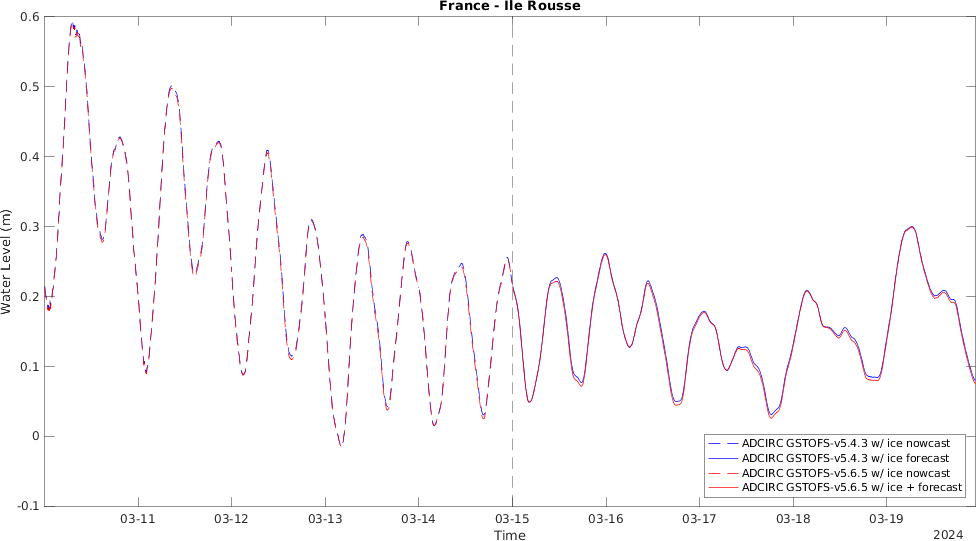 France - Ile Rousse
0.6
0.5
0.4
0.3
0.2
0.1
0
-0.1
Water Level (m)
ADCIRC GSTOFS-v5.4.3 w/ ice nowcast
ADCIRC GSTOFS-v5.4.3 w/ ice forecast
ADCIRC GSTOFS-v5.6.5 w/ ice nowcast
ADCIRC GSTOFS-v5.6.5 w/ ice + forecast
03-11 03-12 03-13 03-14 03-15 03-16 03-17 03-18 03-19
Time
2024